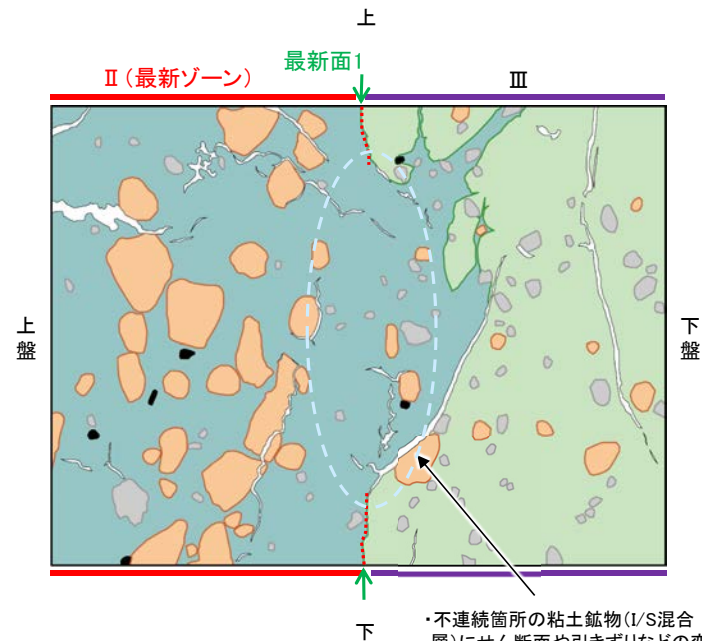 上
最新面1
Ⅱ(最新ゾーン)
Ⅲ
上盤
下盤
下
・不連続箇所の粘土鉱物(I/S混合